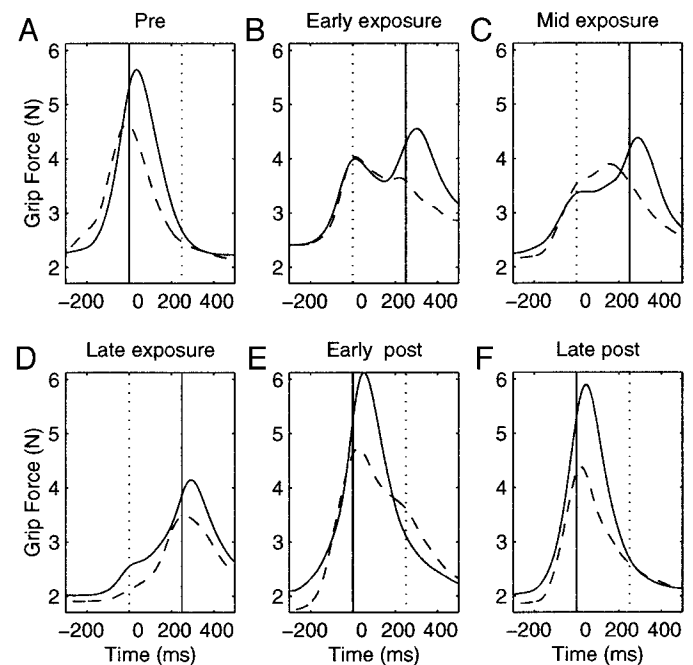 A Pre
B Early exposure
C Mid exposure
Grip Force (N)
6
5
4
3
2
−200 0 200 400
6
5
4
3
2
−200 0 200 400
6
5
4
3
2
−200 0 200 400
D Late exposure
E Early post
F Late post
Grip Force (N)
6
5
4
3
2
−200 0 200 400
Time (ms)
6
5
4
3
2
−200 0 200 400
Time (ms)
6
5
4
3
2
−200 0 200 400
Time (ms)